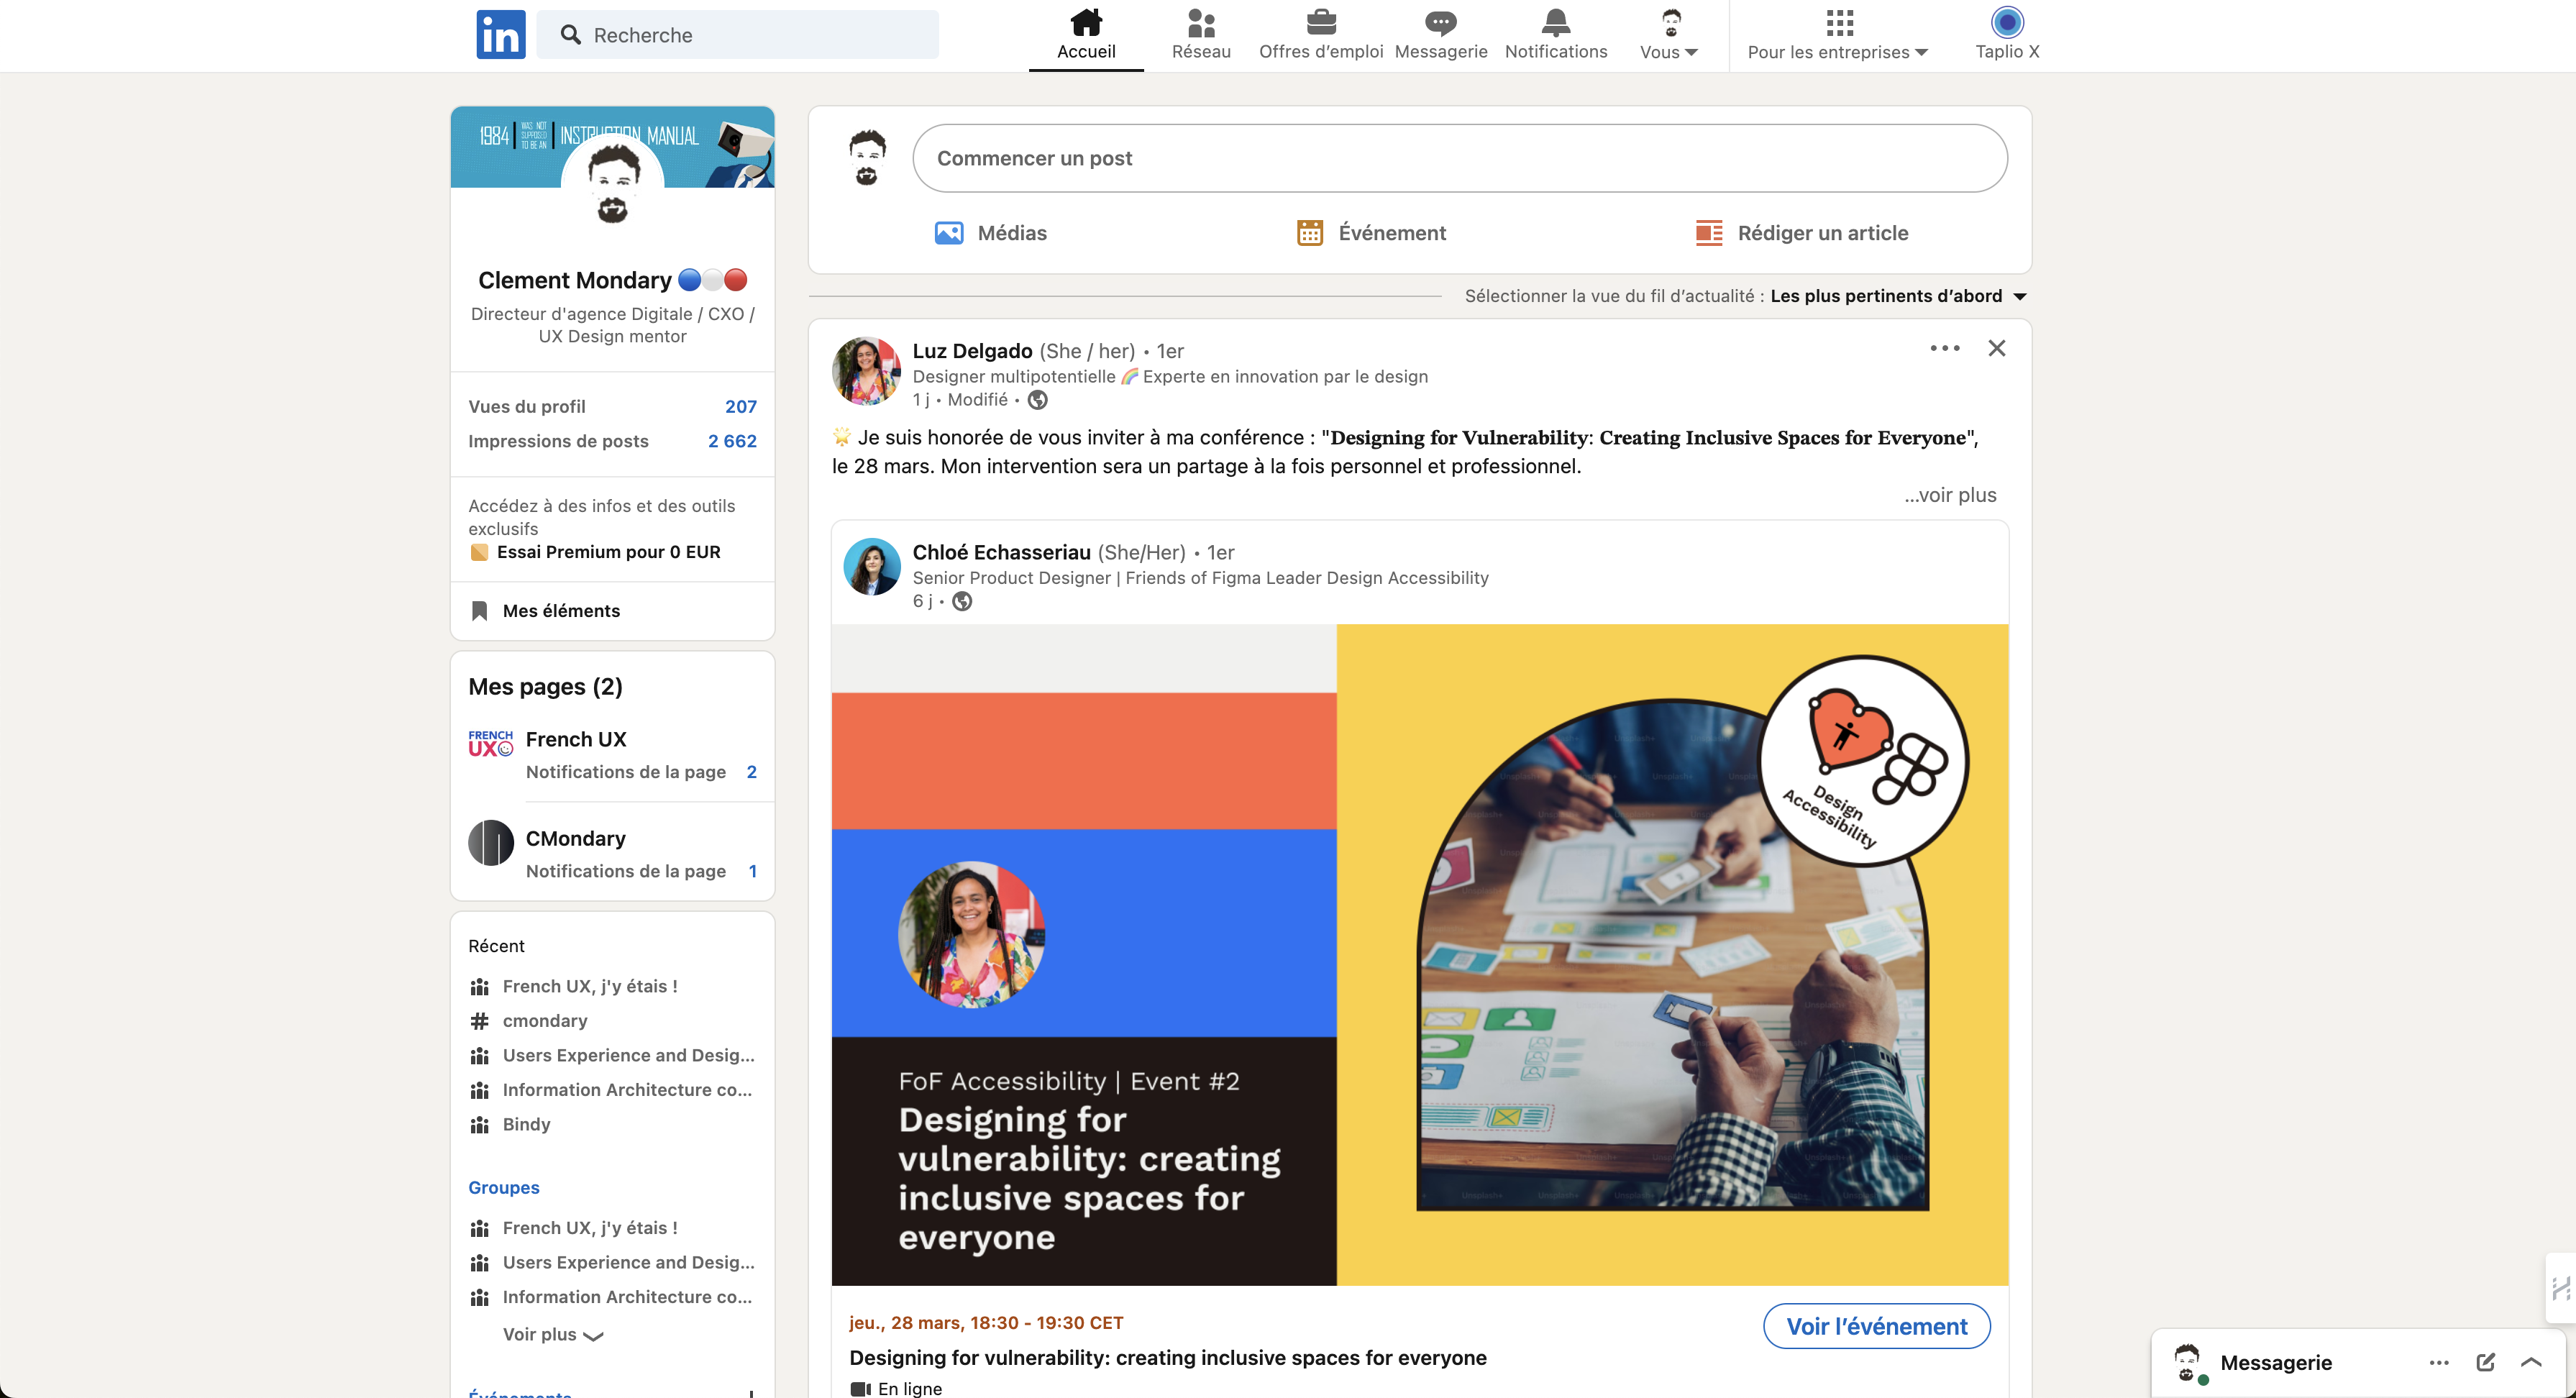 in
Recherche
Accueil
Réseau
Offres d’emploi
Messagerie
Notifications
Vous
Pour les entreprises
Taplio X
1984 WAS NOT SUPPOSED TO BE AN INSTRUCTION MANUAL
Clement Mondary
Directeur d'agence Digitale / CXO /
UX Design mentor
Vues du profil 207
Impressions de posts 2 662
Accédez à des infos et des outils
exclusifs
Essai Premium pour 0 EUR
Mes éléments
Mes pages (2)
FRENCH
UX
French UX
Notifications de la page 2
CMondary
Notifications de la page 1
Récent
French UX, j'y étais !
# cmondary
Users Experience and Desig...
Information Architecture co...
Bindy
Groupes
French UX, j'y étais !
Users Experience and Desig...
Information Architecture co...
Voir plus
Événements
Commencer un post
Médias
Événement
Rédiger un article
Sélectionner la vue du fil d’actualité : Les plus pertinents d’abord
Luz Delgado (She / her) • 1er
Designer multipotentielle 🌈 Experte en innovation par le design
1 j • Modifié •
🌟 Je suis honorée de vous inviter à ma conférence : "Designing for Vulnerability: Creating Inclusive Spaces for Everyone",
le 28 mars. Mon intervention sera un partage à la fois personnel et professionnel.
...voir plus
Chloé Echasseriau (She/Her) • 1er
Senior Product Designer | Friends of Figma Leader Design Accessibility
6 j •
Design
Accessibility
FoF Accessibility | Event #2
Designing for
vulnerability: creating
inclusive spaces for
everyone
jeu., 28 mars, 18:30 - 19:30 CET
Voir l’événement
Designing for vulnerability: creating inclusive spaces for everyone
En ligne
Messagerie